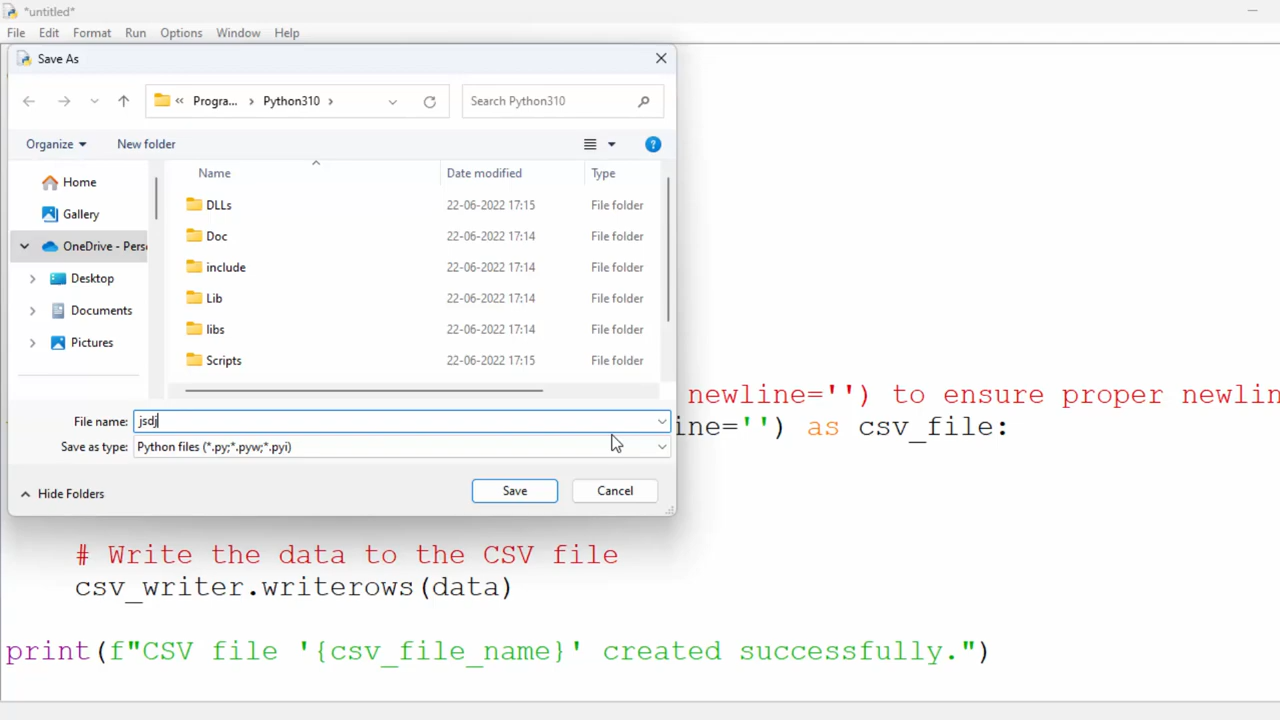 *untitled*
File Edit Format Run Options Window Help
Save As
« Progra... > Python310 >
Search Python310
Organize New folder
Name Date modified Type
Home
Gallery
OneDrive - Perso
Desktop
Documents
Pictures
DLLs 22-06-2022 17:15 File folder
Doc 22-06-2022 17:14 File folder
include 22-06-2022 17:14 File folder
Lib 22-06-2022 17:14 File folder
libs 22-06-2022 17:14 File folder
Scripts 22-06-2022 17:15 File folder
File name: jsdj
Save as type: Python files (*.py;*.pyw;*.pyi)
Hide Folders Save Cancel
newline='') to ensure proper newlin
ine='') as csv_file:
# Write the data to the CSV file
csv_writer.writerows(data)
print(f"CSV file '{csv_file_name}' created successfully.")